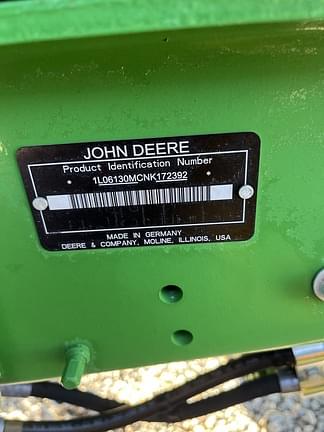 JOHN DEERE
Product Identification Number
1L06130MCNK172392
MADE IN GERMANY
DEERE & COMPANY, MOLINE, ILLINOIS, USA